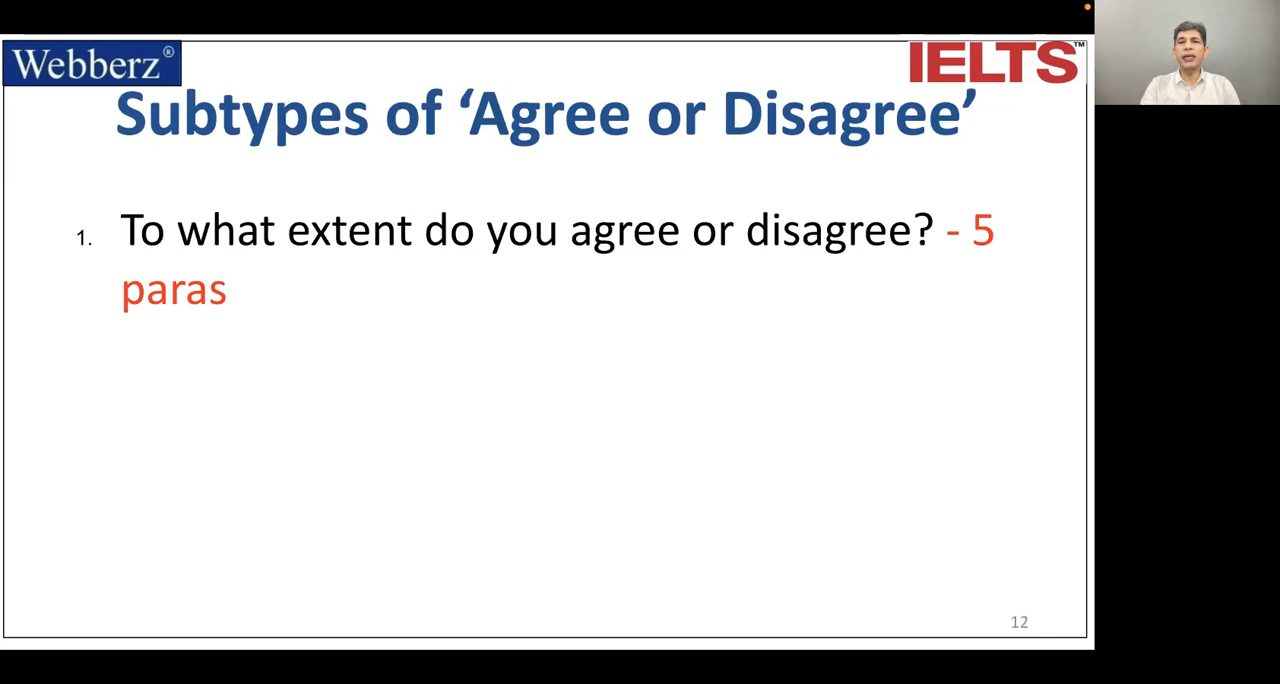 Webberz®
IELTS™
Subtypes of ‘Agree or Disagree’
1. To what extent do you agree or disagree? - 5
paras
12